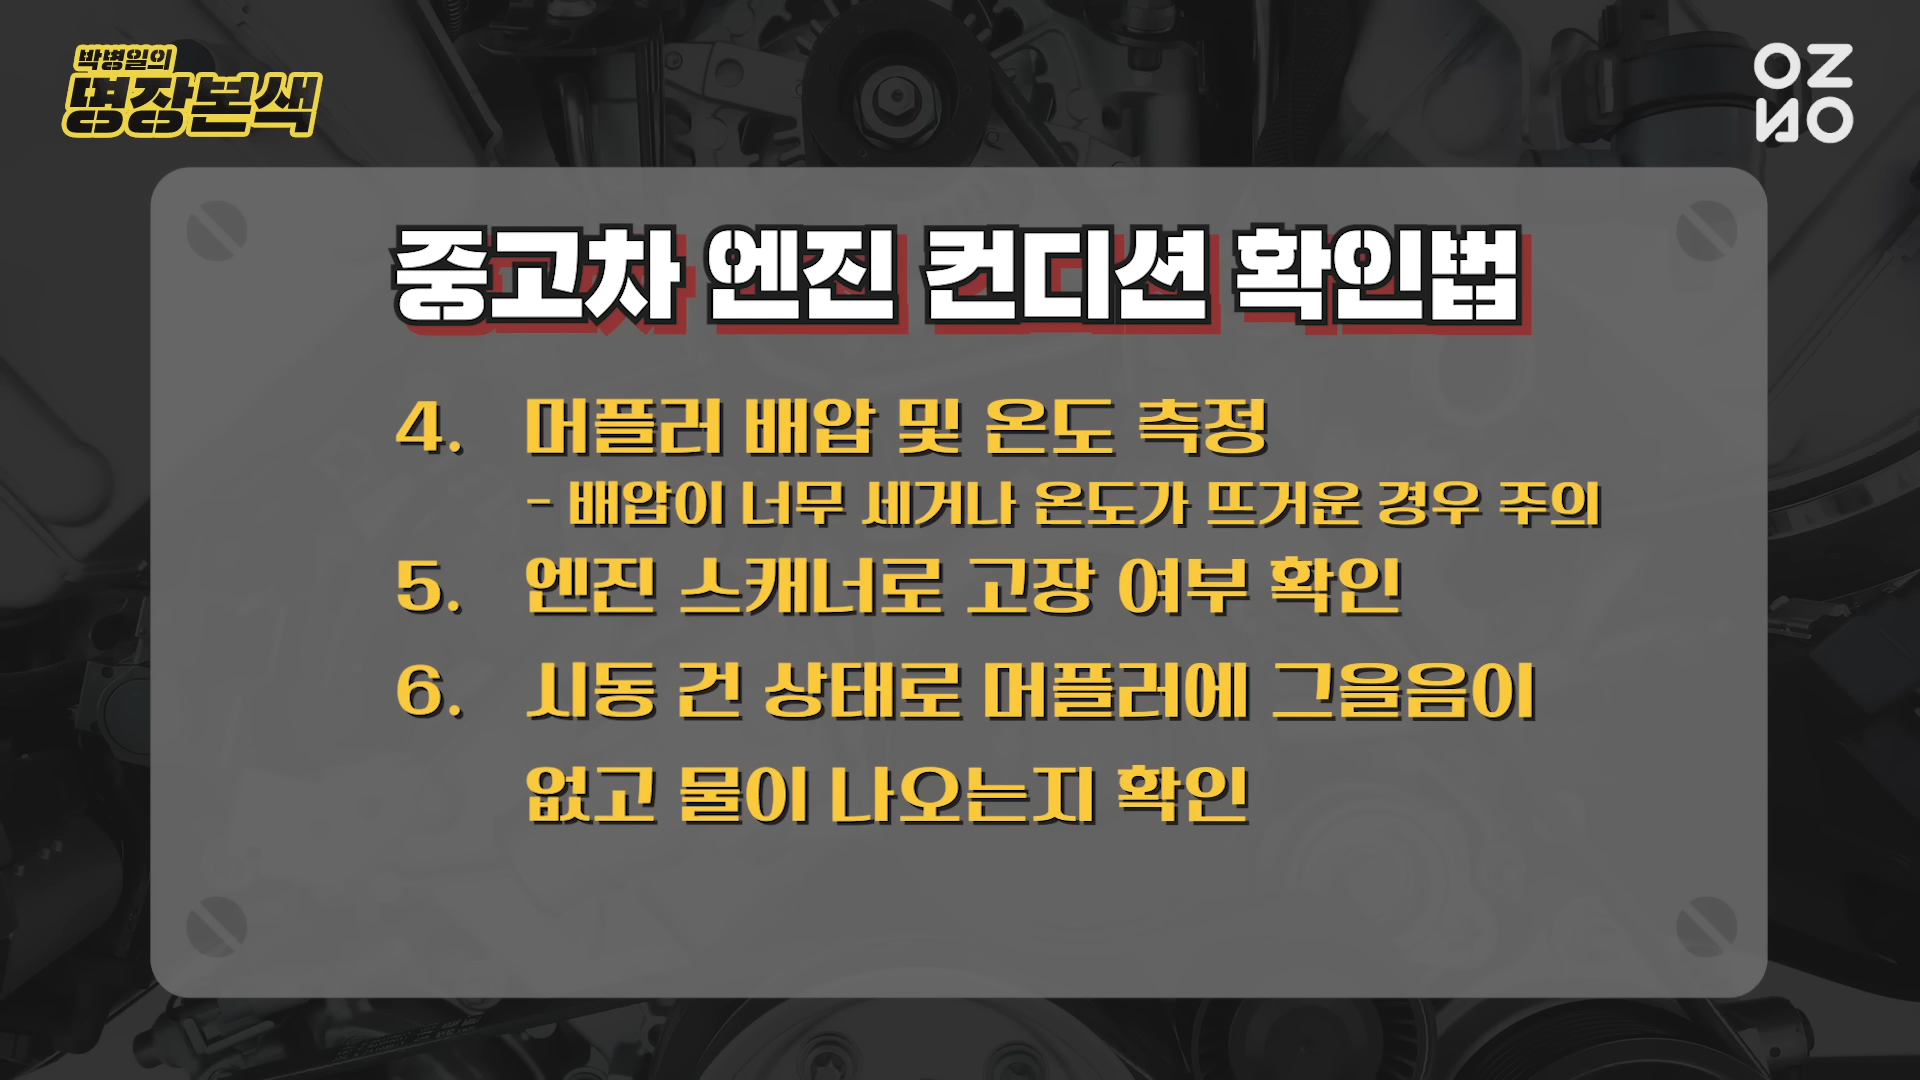 박병일의
명장본색
OZ
NO
중고차 엔진 컨디션 확인법
4. 머플러 배압 및 온도 측정
- 배압이 너무 세거나 온도가 뜨거운 경우 주의
5. 엔진 스캐너로 고장 여부 확인
6. 시동 건 상태로 머플러에 그을음이
없고 물이 나오는지 확인